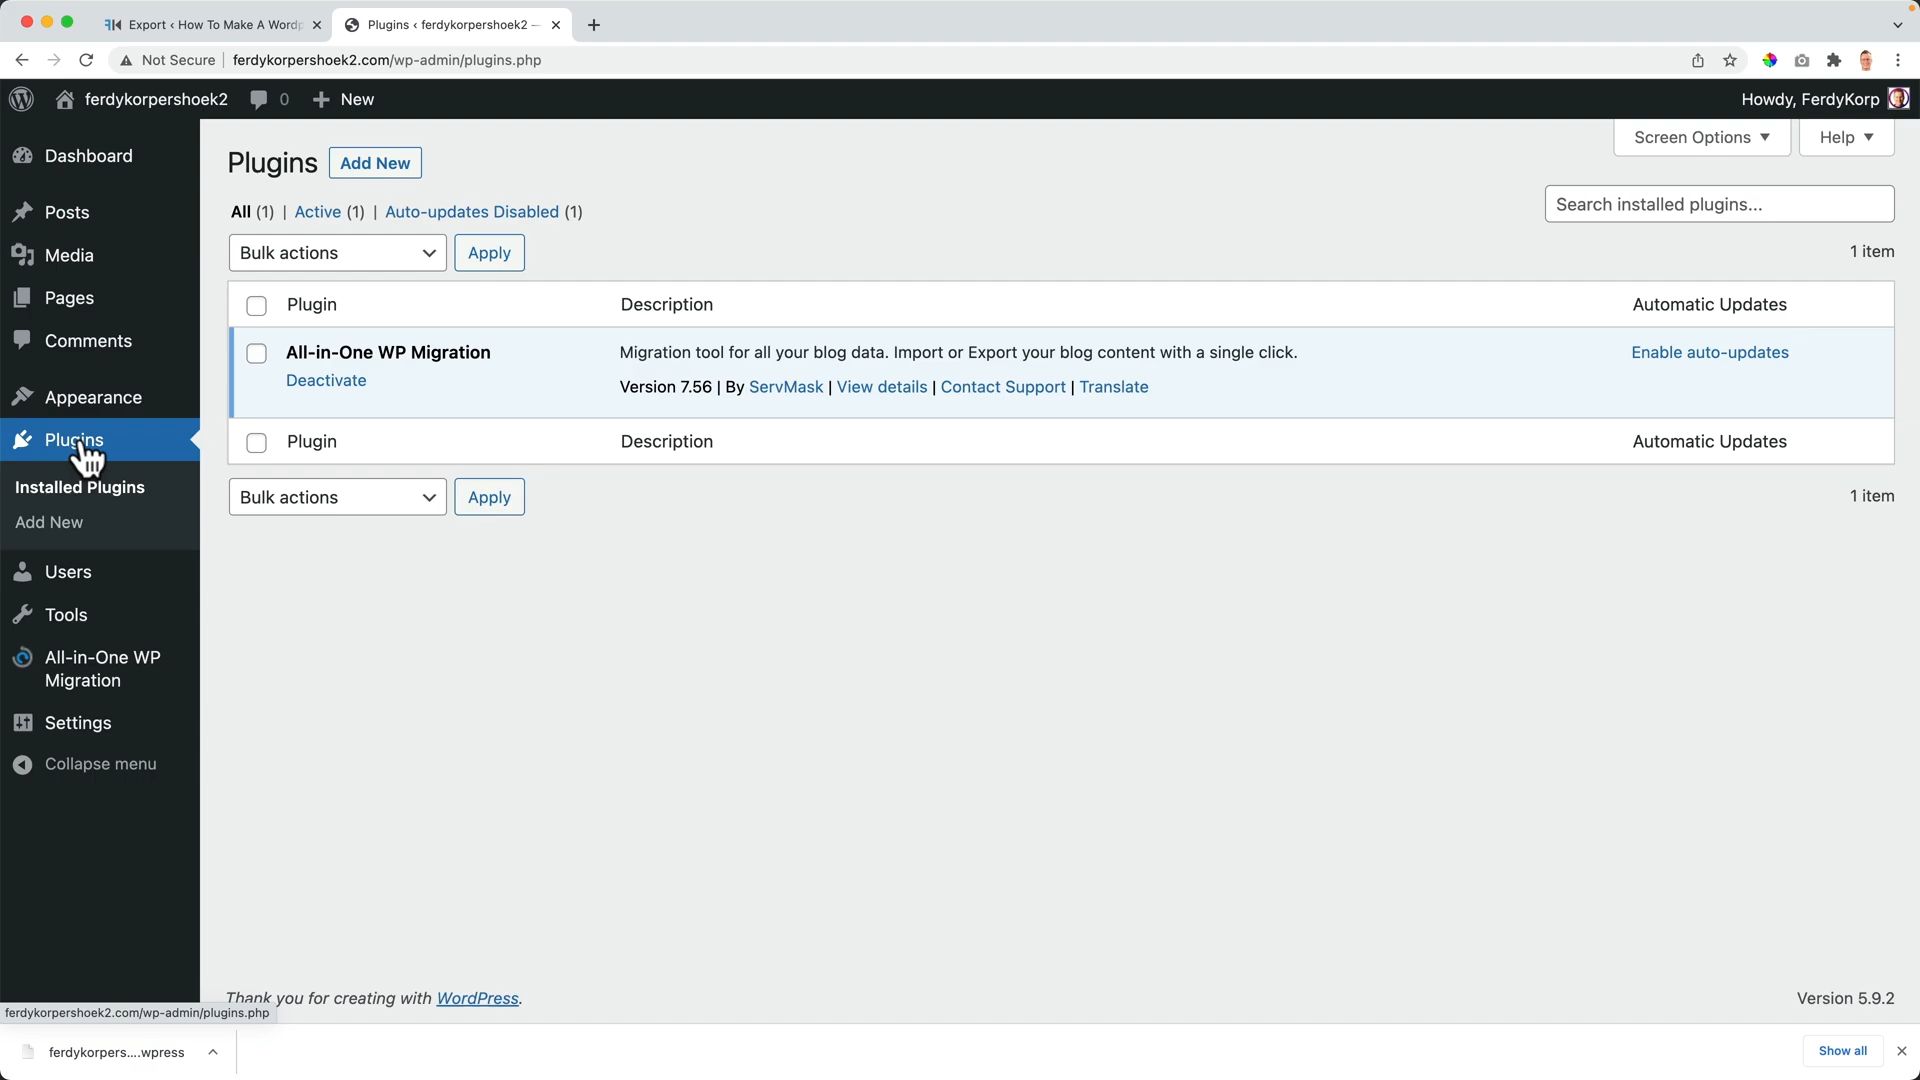 Export ‹ How To Make A Wordp
Plugins ‹ ferdykorpershoek2 —
Not Secure
ferdykorpershoek2.com/wp-admin/plugins.php
ferdykorpershoek2
0
New
Howdy, FerdyKorp
Dashboard
Posts
Media
Pages
Comments
Appearance
Plugins
Installed Plugins
Add New
Users
Tools
All-in-One WP
Migration
Settings
Collapse menu
Screen Options ▼
Help ▼
Plugins
Add New
All (1) | Active (1) | Auto-updates Disabled (1)
Search installed plugins...
Bulk actions
Apply
1 item
Plugin
Description
Automatic Updates
All-in-One WP Migration
Migration tool for all your blog data. Import or Export your blog content with a single click.
Enable auto-updates
Deactivate
Version 7.56 | By ServMask | View details | Contact Support | Translate
Plugin
Description
Automatic Updates
Bulk actions
Apply
1 item
Thank you for creating with WordPress.
Version 5.9.2
ferdykorpershoek2.com/wp-admin/plugins.php
ferdykorpers....wpress
Show all